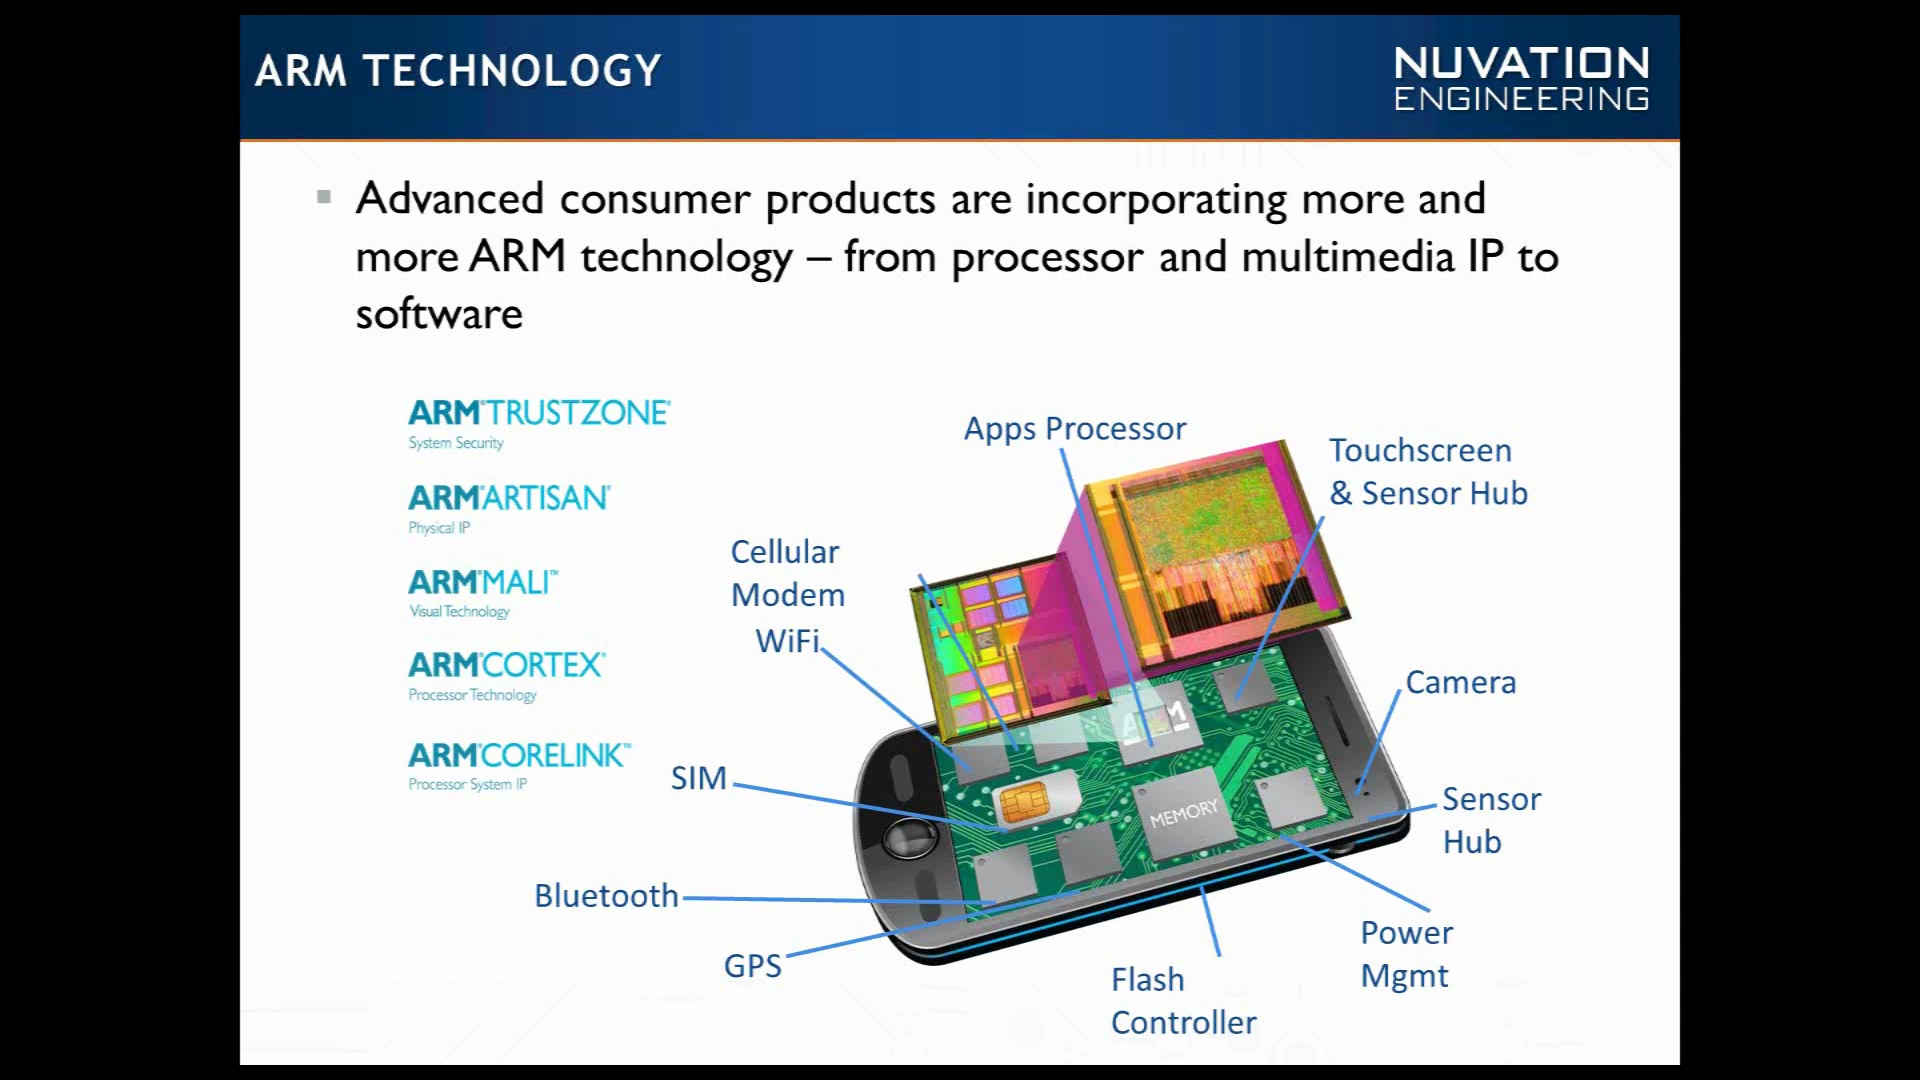 ARM TECHNOLOGY
NUVATION
ENGINEERING
▪ Advanced consumer products are incorporating more and
more ARM technology – from processor and multimedia IP to
software
ARM®TRUSTZONE®
System Security
ARM®ARTISAN®
Physical IP
ARM®MALI™
Visual Technology
ARM®CORTEX®
Processor Technology
ARM®CORELINK™
Processor System IP
Apps Processor
Touchscreen
& Sensor Hub
Cellular
Modem
WiFi
Camera
ARM
SIM
MEMORY
Sensor
Hub
Bluetooth
GPS
Power
Mgmt
Flash
Controller